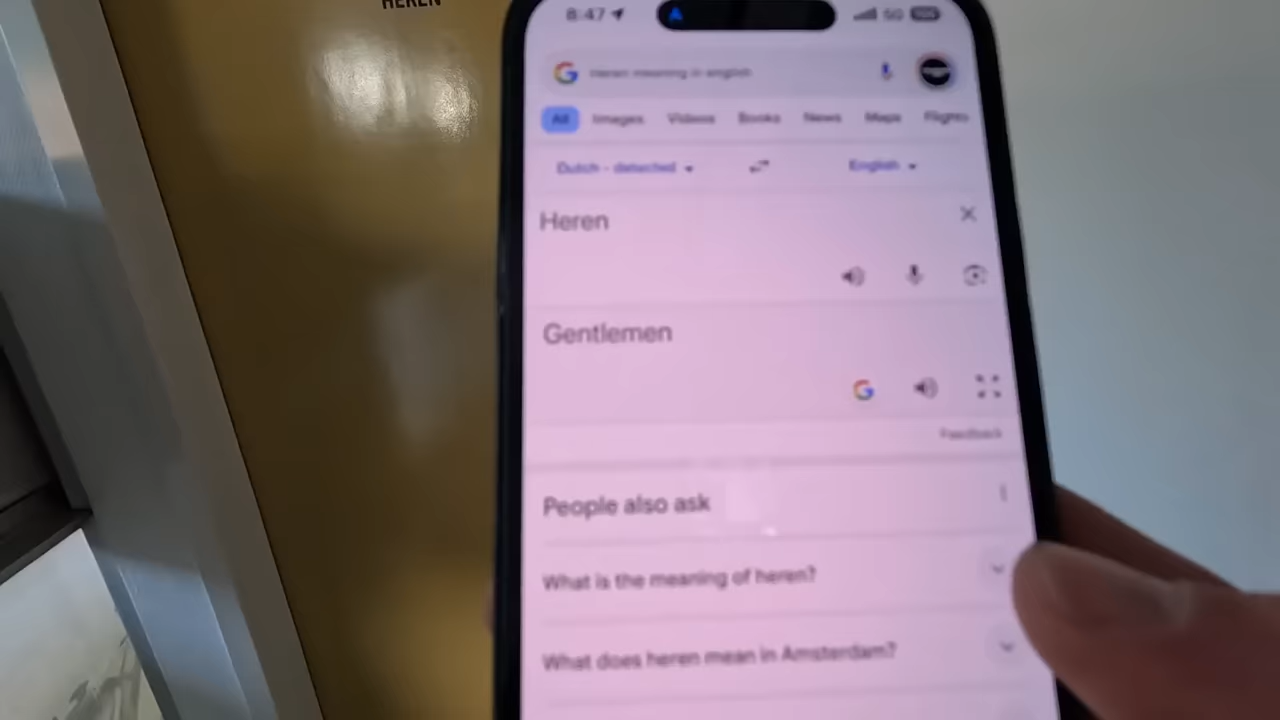 HEREN
8:47
5G
Heren meaning in english
All Images Videos Books News Maps Flights
Dutch - detected English
Heren
Gentlemen
Feedback
People also ask
What is the meaning of heren?
What does heren mean in Amsterdam?